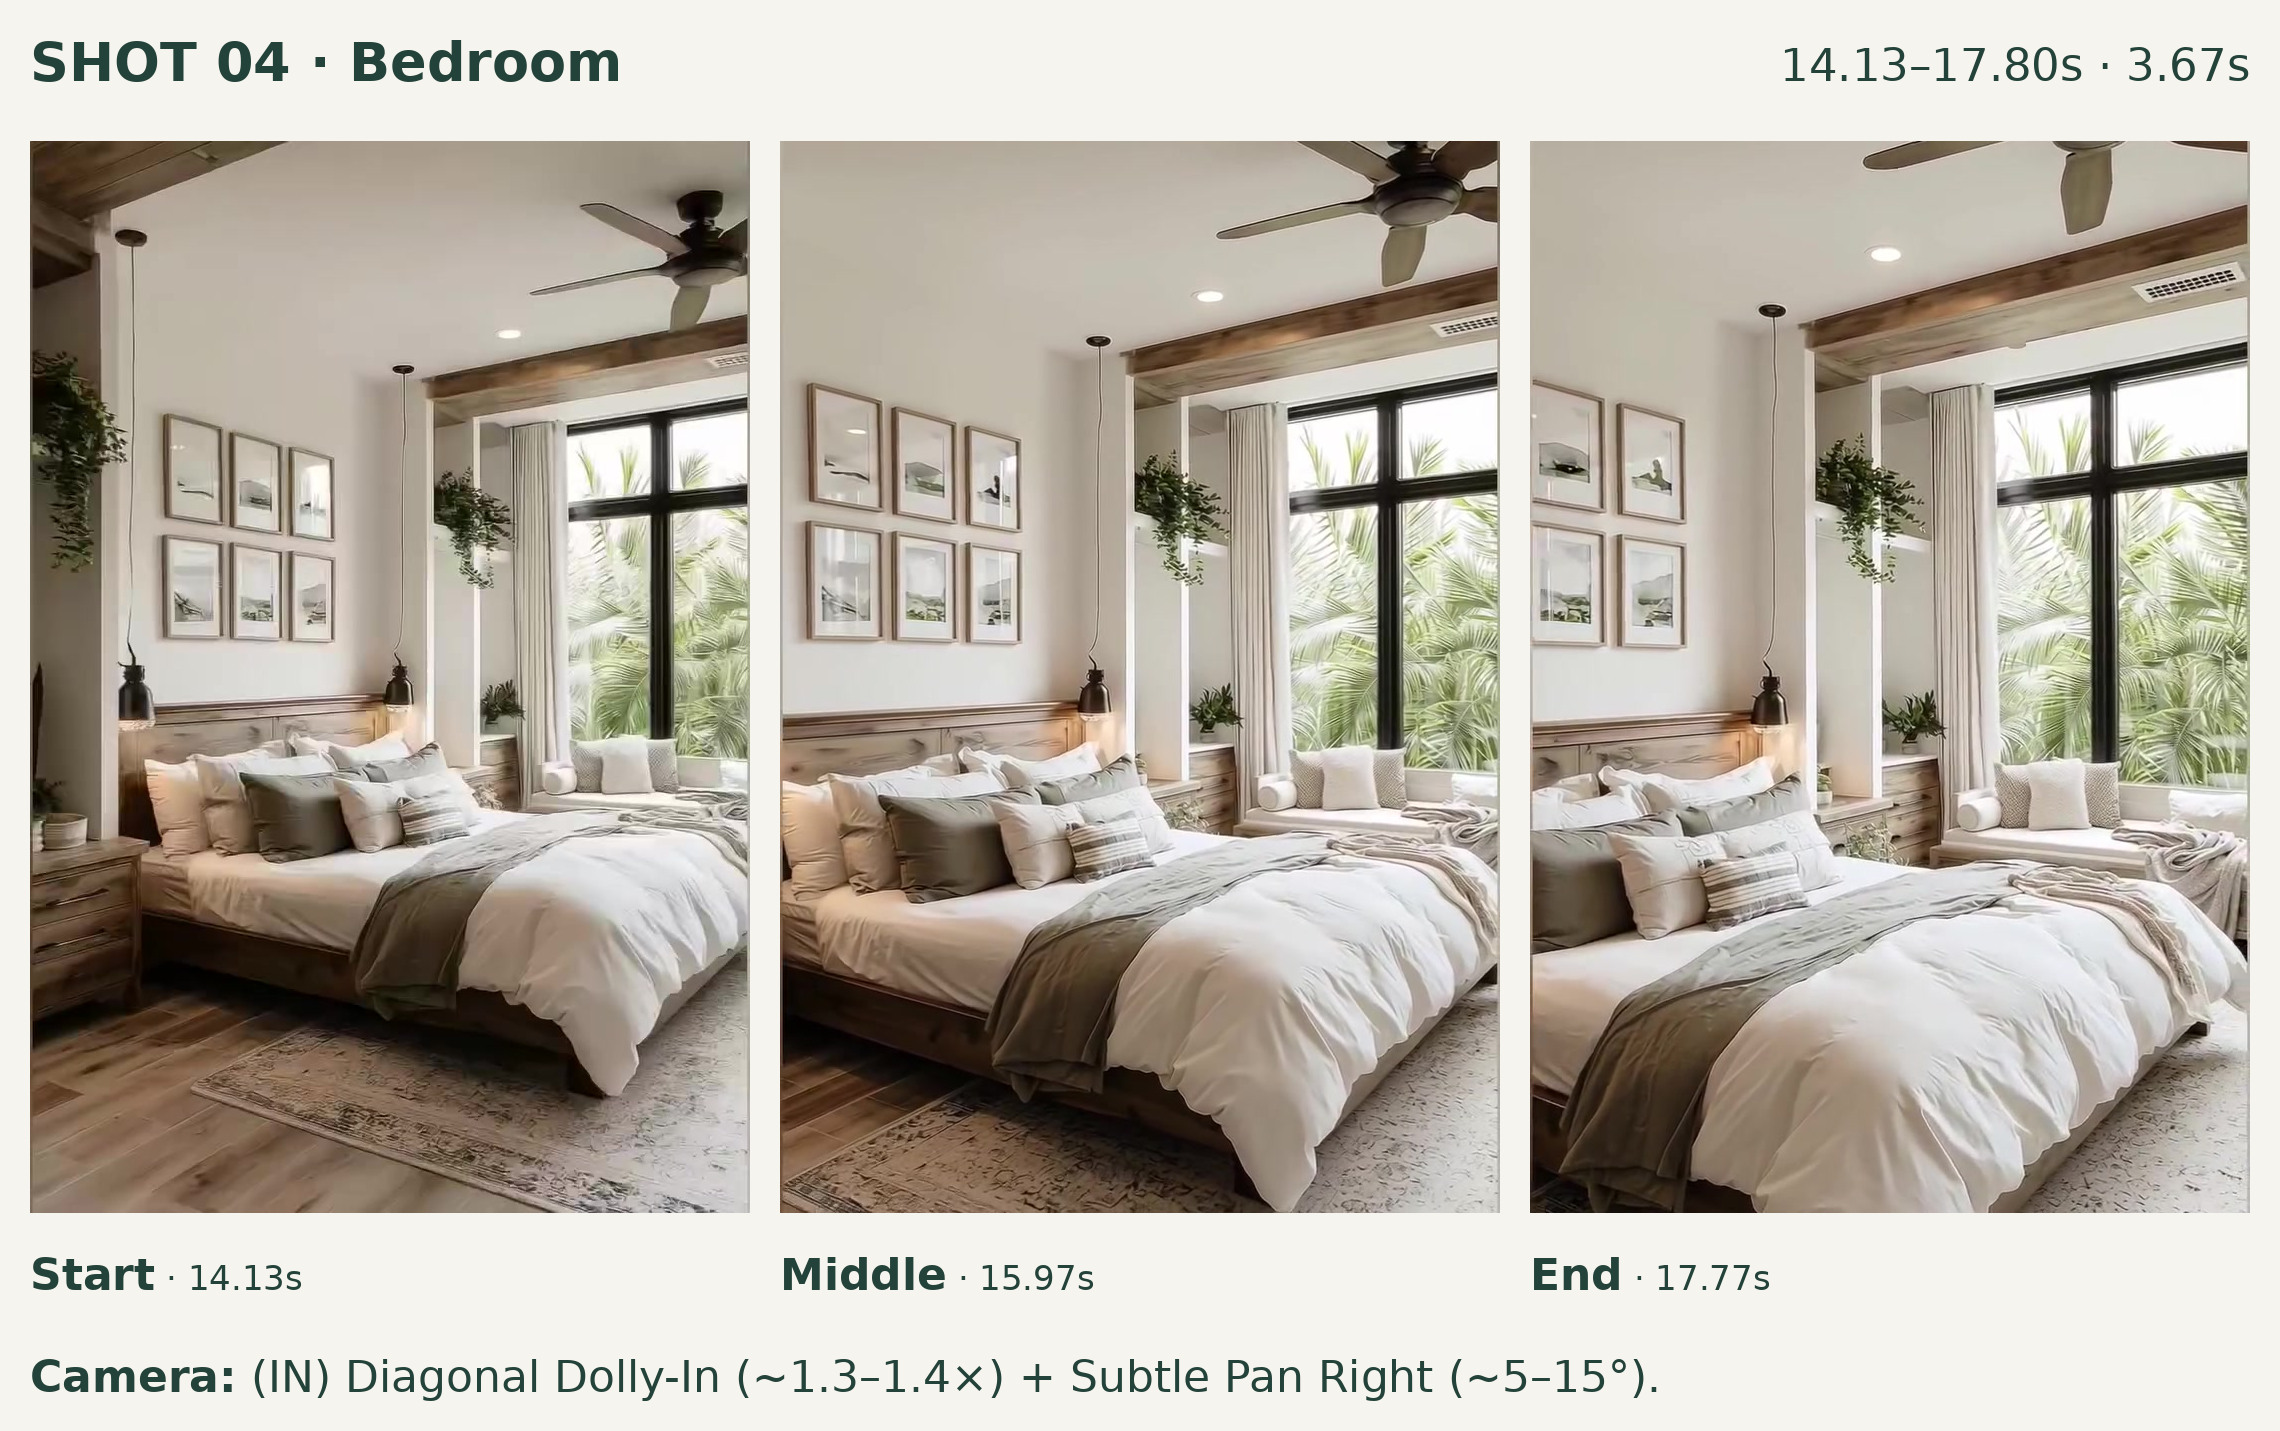 SHOT 04 · Bedroom
14.13–17.80s · 3.67s
Start · 14.13s
Middle · 15.97s
End · 17.77s
Camera: (IN) Diagonal Dolly-In (~1.3–1.4×) + Subtle Pan Right (~5–15°).